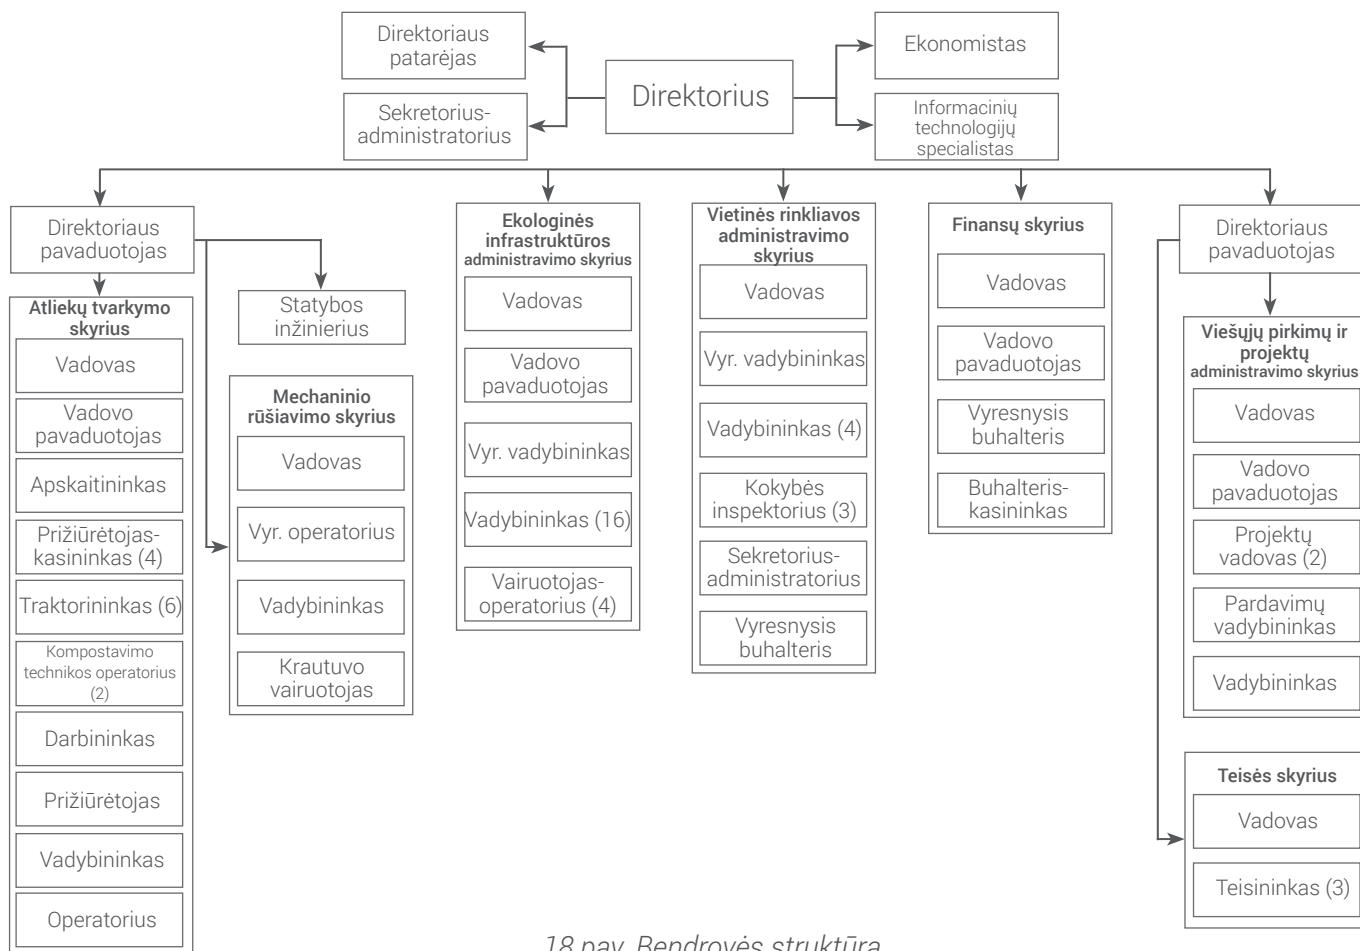 Direktoriaus
patarėjas
Sekretorius-
administratorius
Direktorius
Ekonomistas
Informacinių
technologijų
specialistas
Direktoriaus
pavaduotojas
Atliekų tvarkymo
skyrius
Vadovas
Vadovo
pavaduotojas
Apskaitininkas
Prižiūrėtojas-
kasininkas (4)
Traktorininkas (6)
Kompostavimo
technikos operatorius
(2)
Darbininkas
Prižiūrėtojas
Vadybininkas
Operatorius
Statybos
inžinierius
Mechaninio
rūšiavimo skyrius
Vadovas
Vyr. operatorius
Vadybininkas
Krautuvo
vairuotojas
Ekologinės
infrastruktūros
administravimo skyrius
Vadovas
Vadovo
pavaduotojas
Vyr. vadybininkas
Vadybininkas (16)
Vairuotojas-
operatorius (4)
Vietinės rinkliavos
administravimo
skyrius
Vadovas
Vyr. vadybininkas
Vadybininkas (4)
Kokybės
inspektorius (3)
Sekretorius-
administratorius
Vyresnysis
buhalteris
Finansų skyrius
Vadovas
Vadovo
pavaduotojas
Vyresnysis
buhalteris
Buhalteris-
kasininkas
Direktoriaus
pavaduotojas
Viešųjų pirkimų ir
projektų
administravimo skyrius
Vadovas
Vadovo
pavaduotojas
Projektų
vadovas (2)
Pardavimų
vadybininkas
Vadybininkas
Teisės skyrius
Vadovas
Teisininkas (3)
18 pav. Bendrovės struktūra